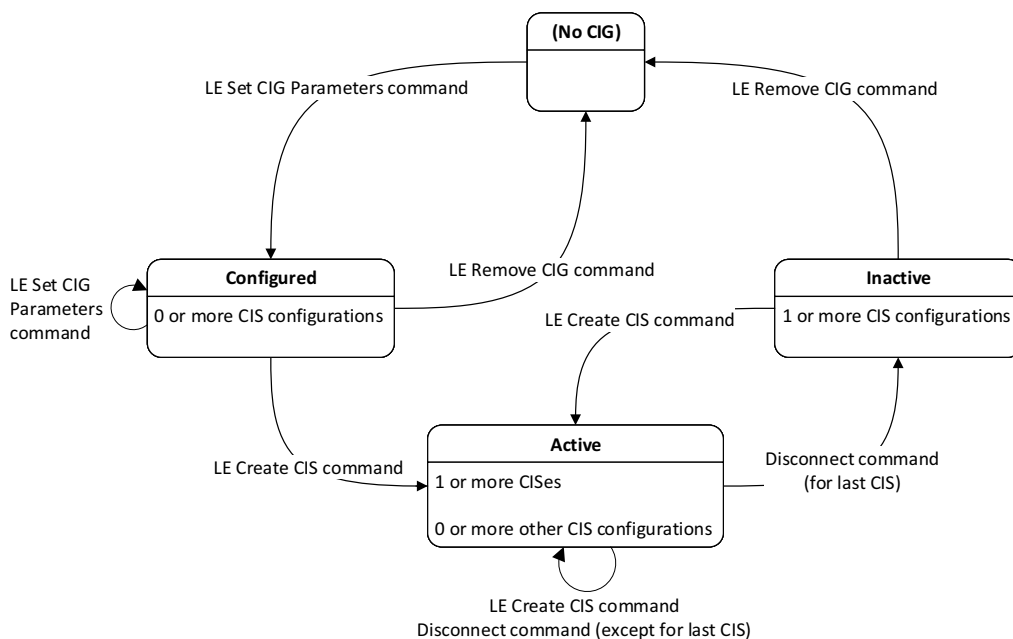 (No CIG)
LE Set CIG Parameters command
LE Remove CIG command
LE Remove CIG command
Configured
0 or more CIS configurations
LE Set CIG
Parameters
command
Inactive
1 or more CIS configurations
LE Create CIS command
LE Create CIS command
Active
1 or more CISes
0 or more other CIS configurations
Disconnect command
(for last CIS)
LE Create CIS command
Disconnect command (except for last CIS)